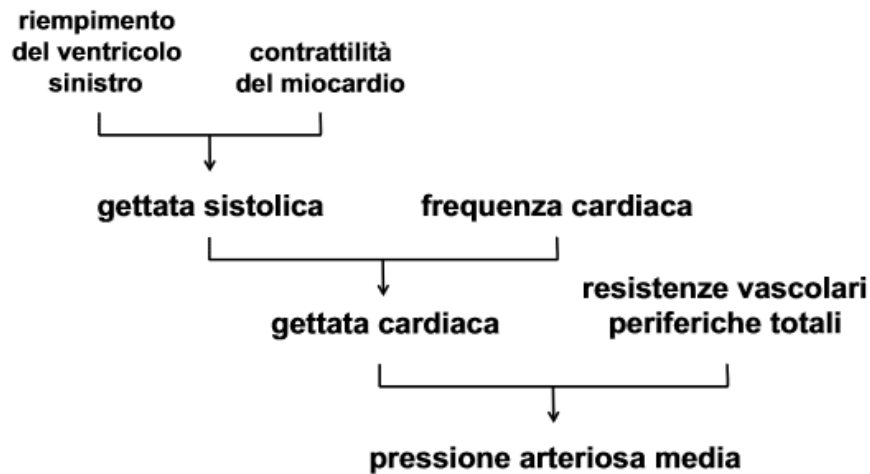 riempimento
del ventricolo
sinistro
contrattilità
del miocardio
gettata sistolica
frequenza cardiaca
gettata cardiaca
resistenze vascolari
periferiche totali
pressione arteriosa media